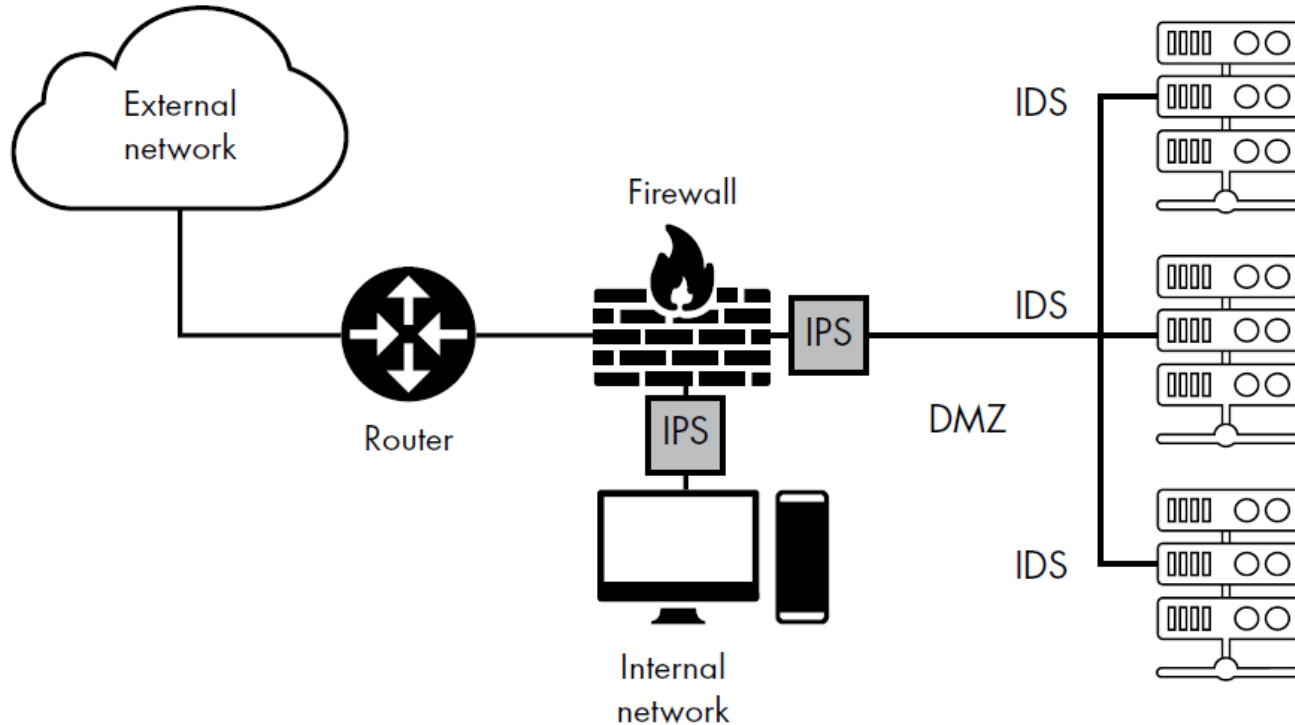 External
network
IDS
Firewall
IDS
IPS
Router
IPS
DMZ
IDS
Internal
network